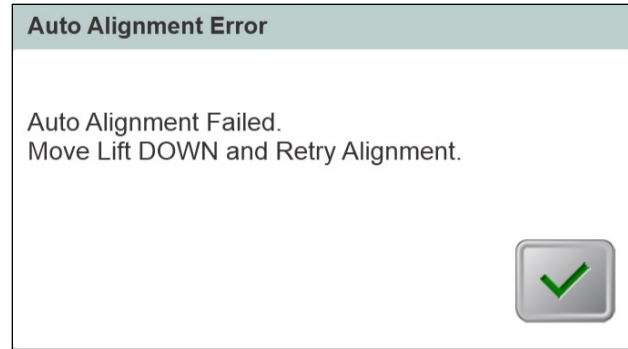 Auto Alignment Error
Auto Alignment Failed.
Move Lift DOWN and Retry Alignment.